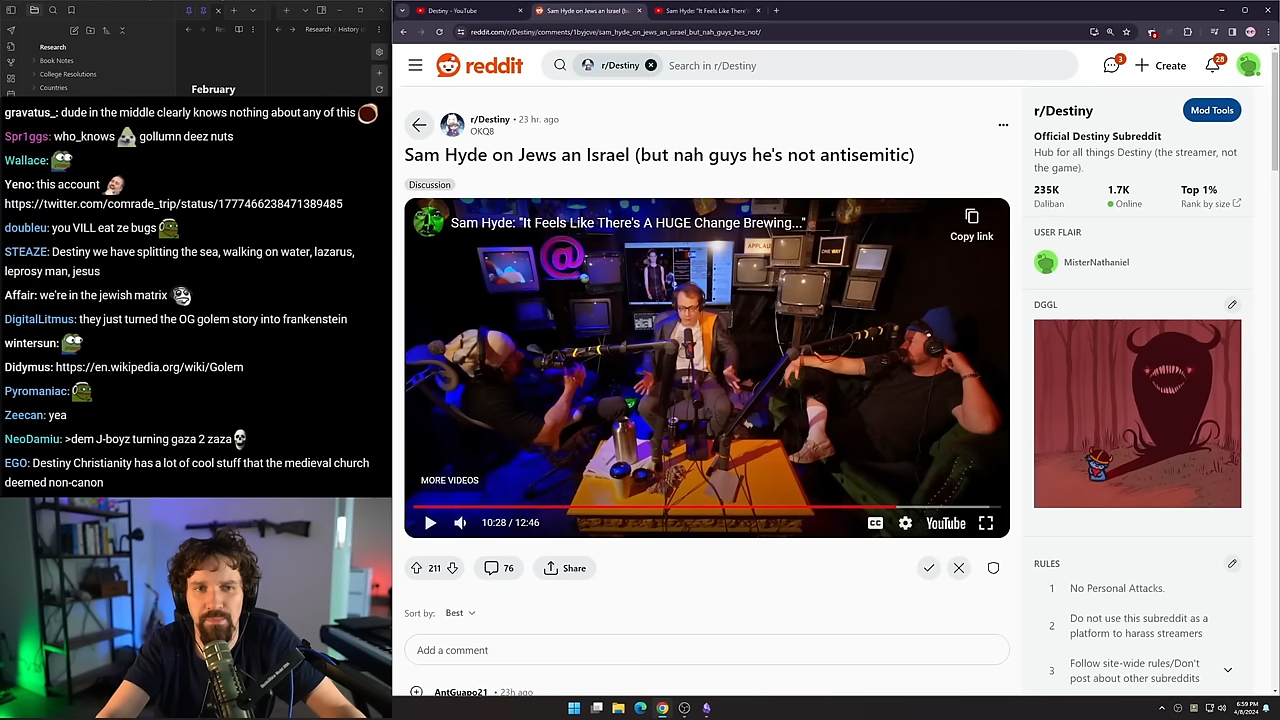 Research
Book Notes
College Resolutions
Countries
Res
Research / History of
February
gravatus_: dude in the middle clearly knows nothing about any of this
Spr1ggs: who_knows gollumn deez nuts
Wallace:
Yeno: this account
https://twitter.com/comrade_trip/status/1777466238471389485
doubleu: you VILL eat ze bugs
STEAZE: Destiny we have splitting the sea, walking on water, lazarus,
leprosy man, jesus
Affair: we're in the jewish matrix
DigitalLitmus: they just turned the OG golem story into frankenstein
wintersun:
Didymus: https://en.wikipedia.org/wiki/Golem
Pyromaniac:
Zeecan: yea
NeoDamiu: >dem J-boyz turning gaza 2 zaza
EGO: Destiny Christianity has a lot of cool stuff that the medieval church
deemed non-canon
Destiny - YouTube
Sam Hyde on Jews an Israel (bu
Sam Hyde: "It Feels Like There's
reddit.com/r/Destiny/comments/1byjcve/sam_hyde_on_jews_an_israel_but_nah_guys_hes_not/
reddit
r/Destiny
Search in r/Destiny
3
Create
28
r/Destiny • 23 hr. ago
OKQB
Sam Hyde on Jews an Israel (but nah guys he's not antisemitic)
Discussion
Sam Hyde: "It Feels Like There's A HUGE Change Brewing..."
Copy link
APPLAU
ONE WAY
MORE VIDEOS
10:28 / 12:46
CC
YouTube
211
76
Share
Sort by: Best
Add a comment
AntGuapo21 • 23h ago
r/Destiny
Mod Tools
Official Destiny Subreddit
Hub for all things Destiny (the streamer, not
the game).
235K
1.7K
Top 1%
Daliban
Online
Rank by size
USER FLAIR
MisterNathaniel
DGGL
RULES
1 No Personal Attacks.
2 Do not use this subreddit as a
platform to harass streamers
3 Follow site-wide rules/Don't
post about other subreddits
6:59 PM
4/8/2024